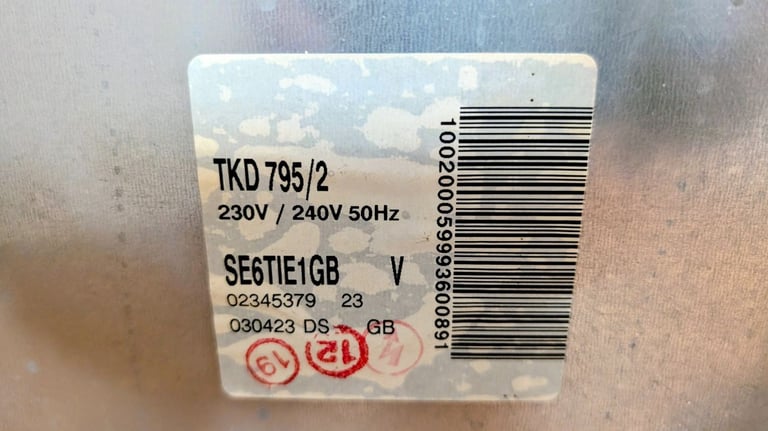 TKD 795/2
230V / 240V 50Hz
SE6TIE1GB V
02345379 23
030423 DS - GB
19 12 M
100200059993600891